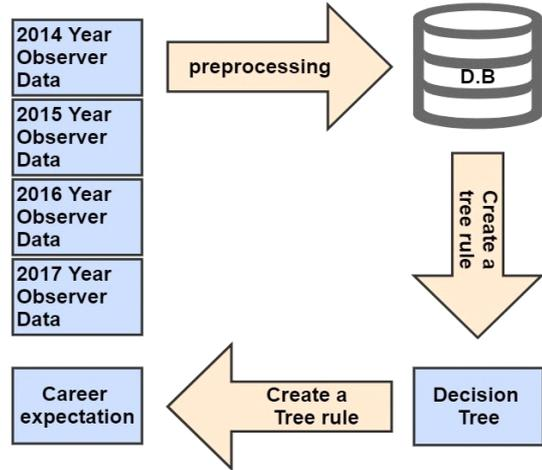 2014 Year
Observer
Data
2015 Year
Observer
Data
2016 Year
Observer
Data
2017 Year
Observer
Data
preprocessing
D.B
Create a
tree rule
Decision
Tree
Create a
Tree rule
Career
expectation